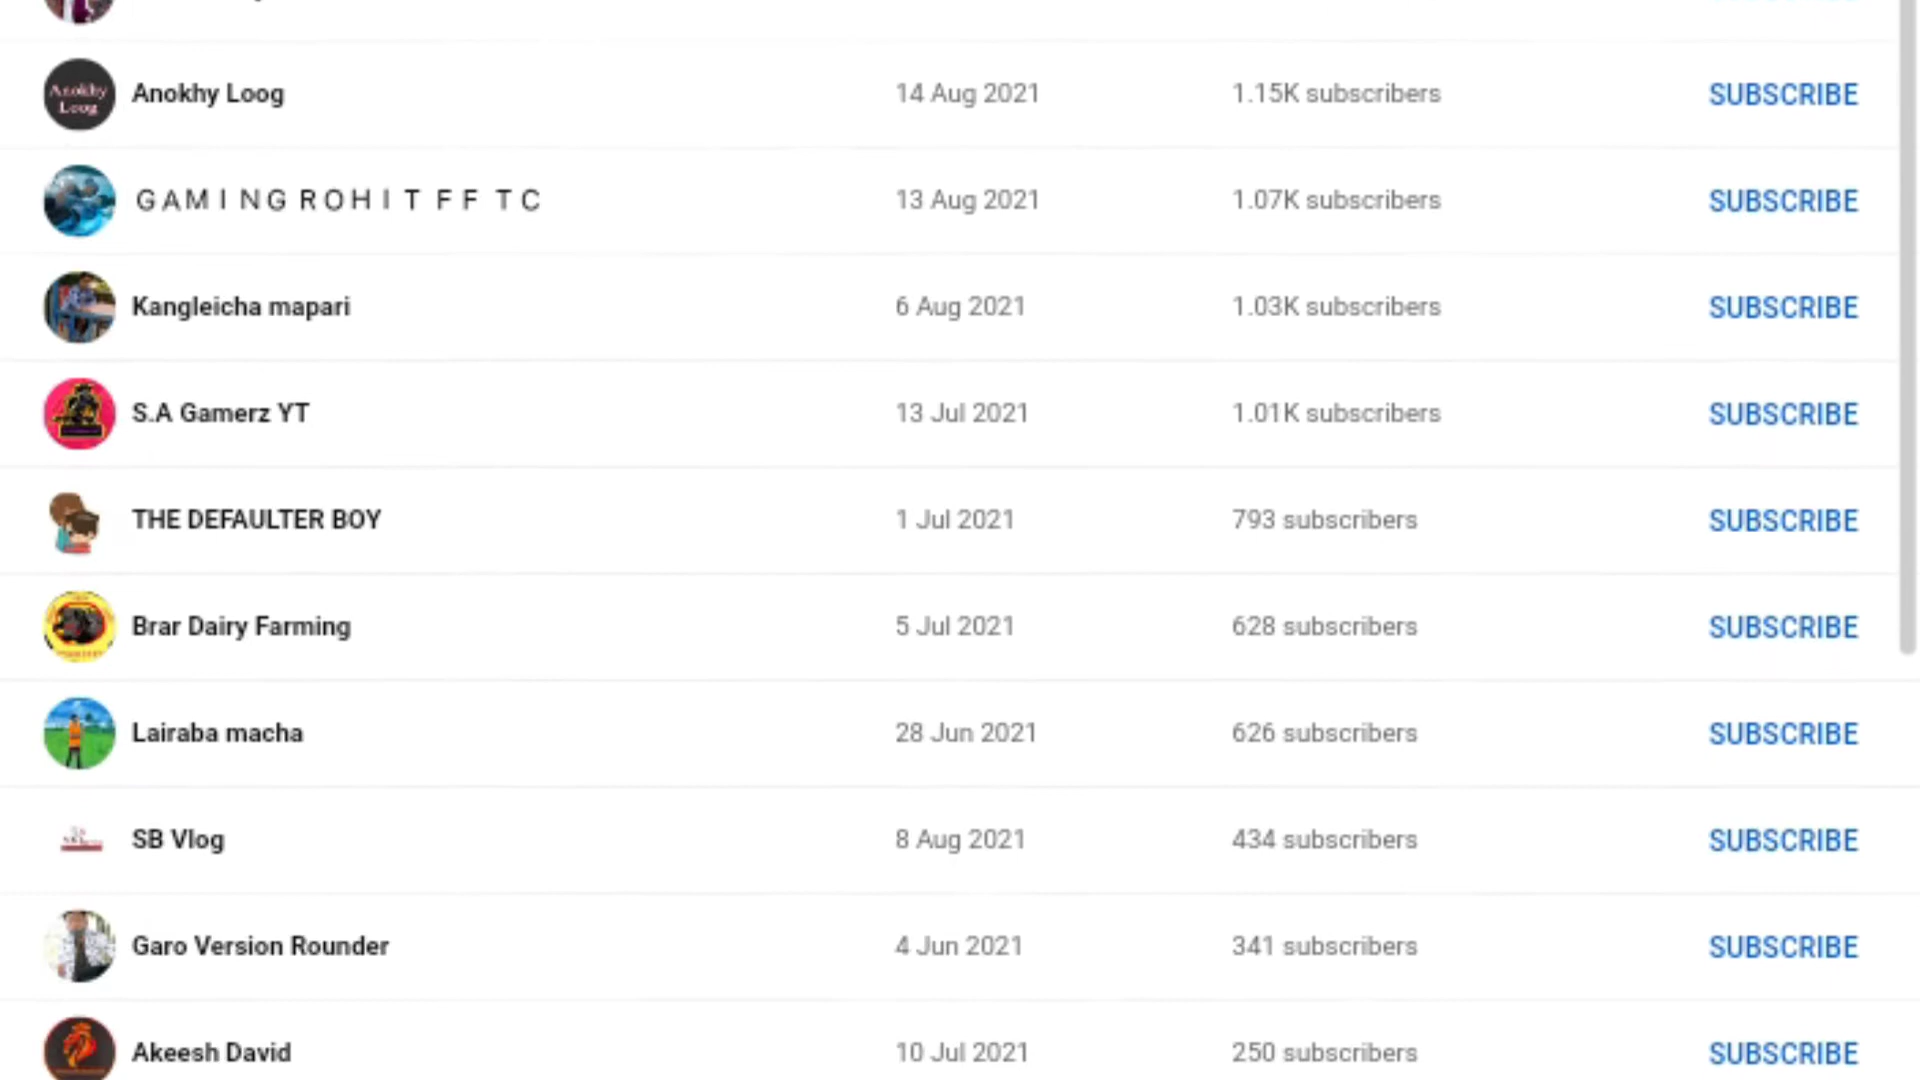 Anokhy Loog 14 Aug 2021 1.15K subscribers SUBSCRIBE
G A M I N G R O H I T F F T C 13 Aug 2021 1.07K subscribers SUBSCRIBE
Kangleicha mapari 6 Aug 2021 1.03K subscribers SUBSCRIBE
S.A Gamerz YT 13 Jul 2021 1.01K subscribers SUBSCRIBE
THE DEFAULTER BOY 1 Jul 2021 793 subscribers SUBSCRIBE
Brar Dairy Farming 5 Jul 2021 628 subscribers SUBSCRIBE
Lairaba macha 28 Jun 2021 626 subscribers SUBSCRIBE
SB Vlog 8 Aug 2021 434 subscribers SUBSCRIBE
Garo Version Rounder 4 Jun 2021 341 subscribers SUBSCRIBE
Akeesh David 10 Jul 2021 250 subscribers SUBSCRIBE